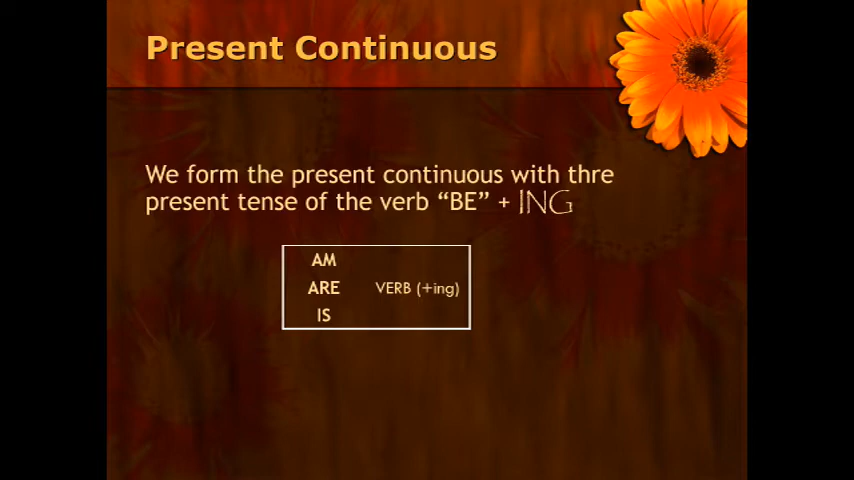 Present Continuous
We form the present continuous with thre
present tense of the verb “BE” + ING
AM
ARE VERB (+ing)
IS